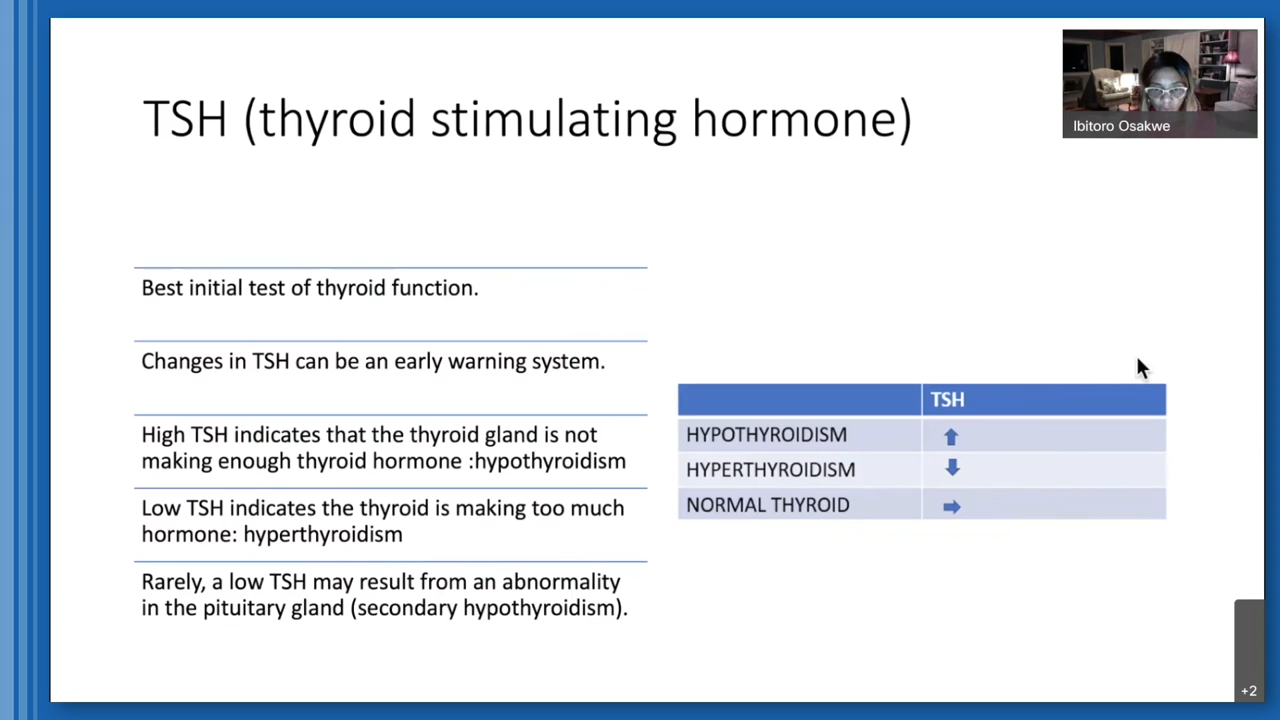 TSH (thyroid stimulating hormone)
Ibitoro Osakwe
Best initial test of thyroid function.
Changes in TSH can be an early warning system.
High TSH indicates that the thyroid gland is not
making enough thyroid hormone :hypothyroidism
Low TSH indicates the thyroid is making too much
hormone: hyperthyroidism
Rarely, a low TSH may result from an abnormality
in the pituitary gland (secondary hypothyroidism).
TSH
HYPOTHYROIDISM
HYPERTHYROIDISM
NORMAL THYROID
+2